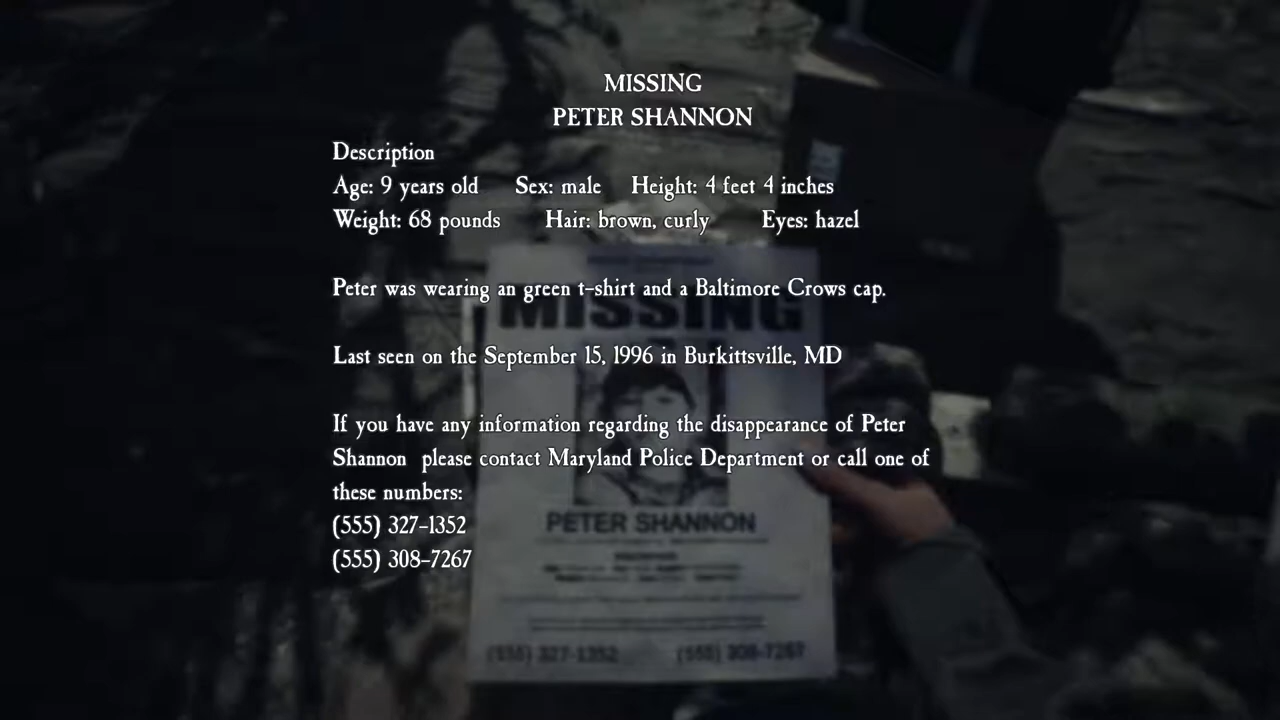 MISSING
PETER SHANNON
Description
Age: 9 years old Sex: male Height: 4 feet 4 inches
Weight: 68 pounds Hair: brown, curly Eyes: hazel
Peter was wearing an green t-shirt and a Baltimore Crows cap.
Last seen on the September 15, 1996 in Burkittsville, MD
If you have any information regarding the disappearance of Peter
Shannon please contact Maryland Police Department or call one of
these numbers:
(555) 327-1352
(555) 308-7267
MISSING
PETER SHANNON
(555) 327-1352 (555) 308-7267